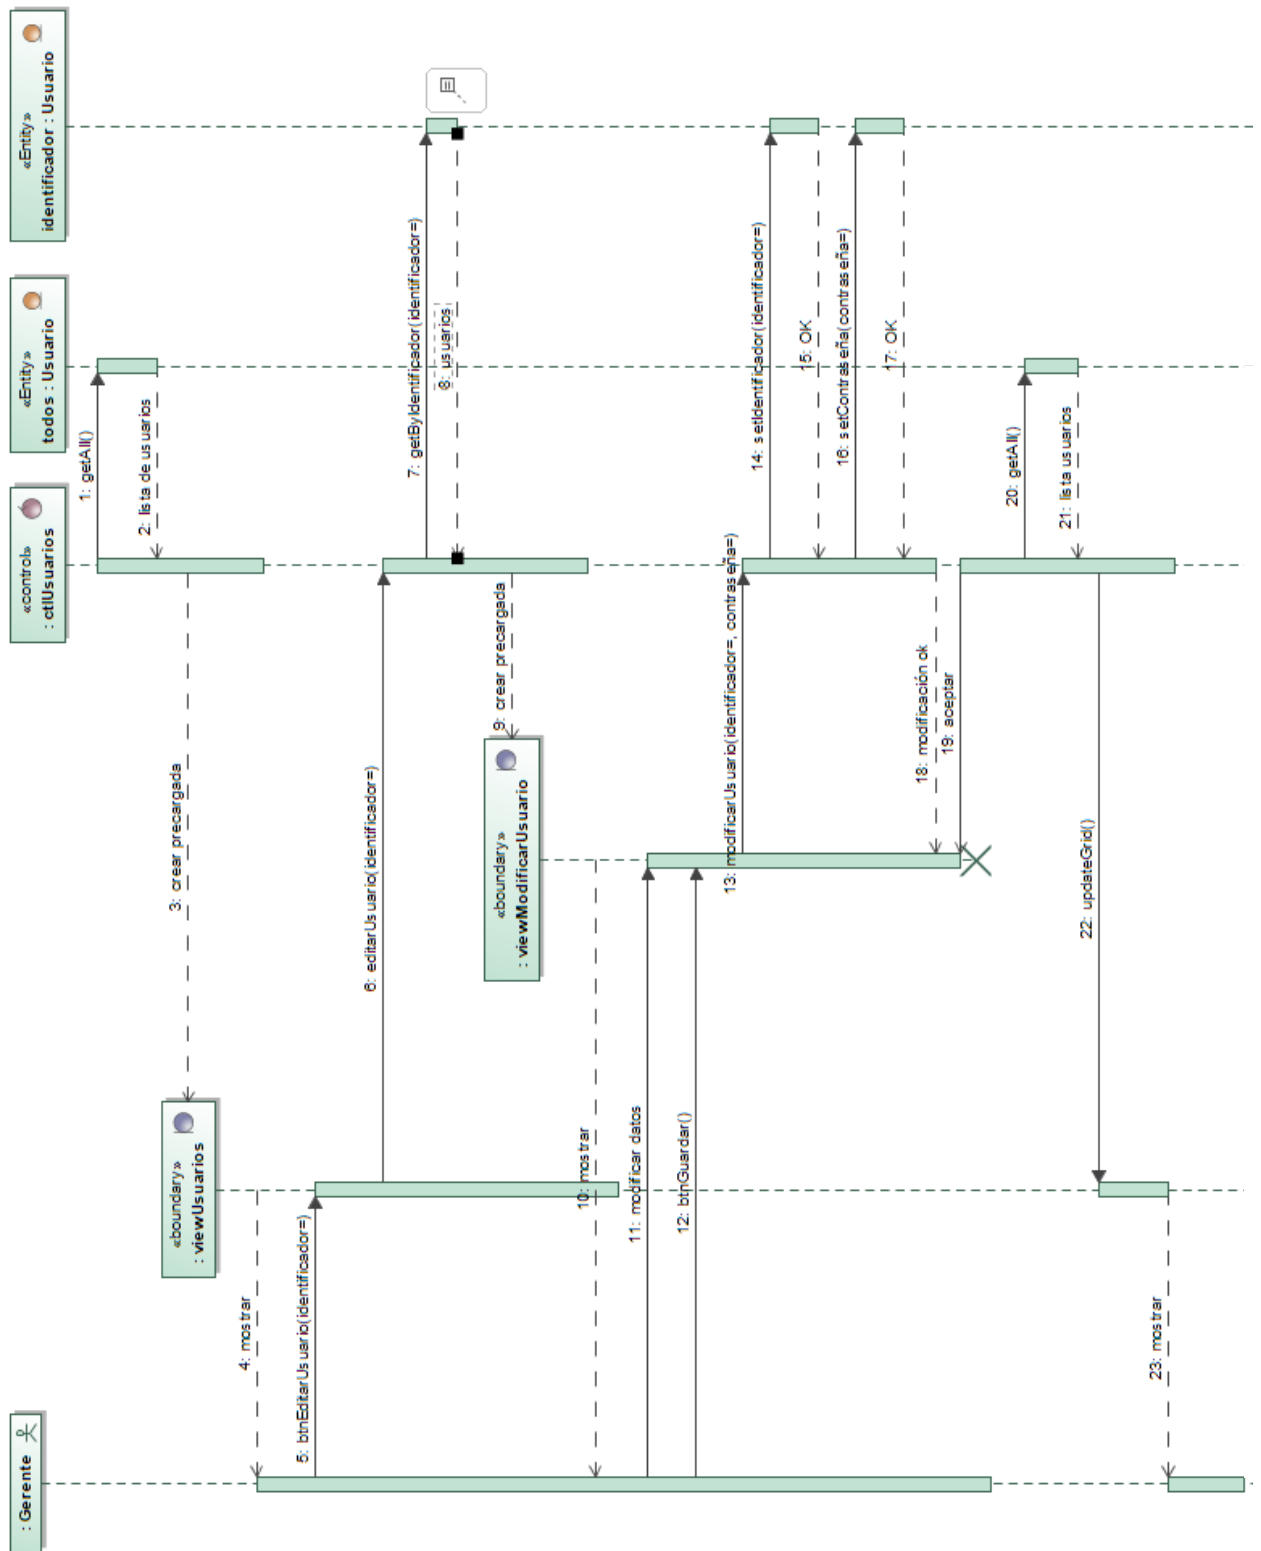 : Gerente
«boundary»
: viewUsuarios
«boundary»
: viewModificarUsuario
«control»
: ctlUsuarios
«Entity»
todos : Usuario
«Entity»
identificador : Usuario
1: getAll()
2: lista de usuarios
3: crear precargada
4: mostrar
5: btnEditarUsuario(identificador=)
6: editarUsuario(identificador=)
7: getByIdentificador(identificador=)
8: usuarios
9: crear precargada
10: mostrar
11: modificar datos
12: btnGuardar()
13: modificarUsuario(identificador=, contraseña=)
14: setIdentificador(identificador=)
15: OK
16: setContraseña(contraseña=)
17: OK
18: modificación ok
19: aceptar
20: getAll()
21: lista usuarios
22: updateGrid()
23: mostrar